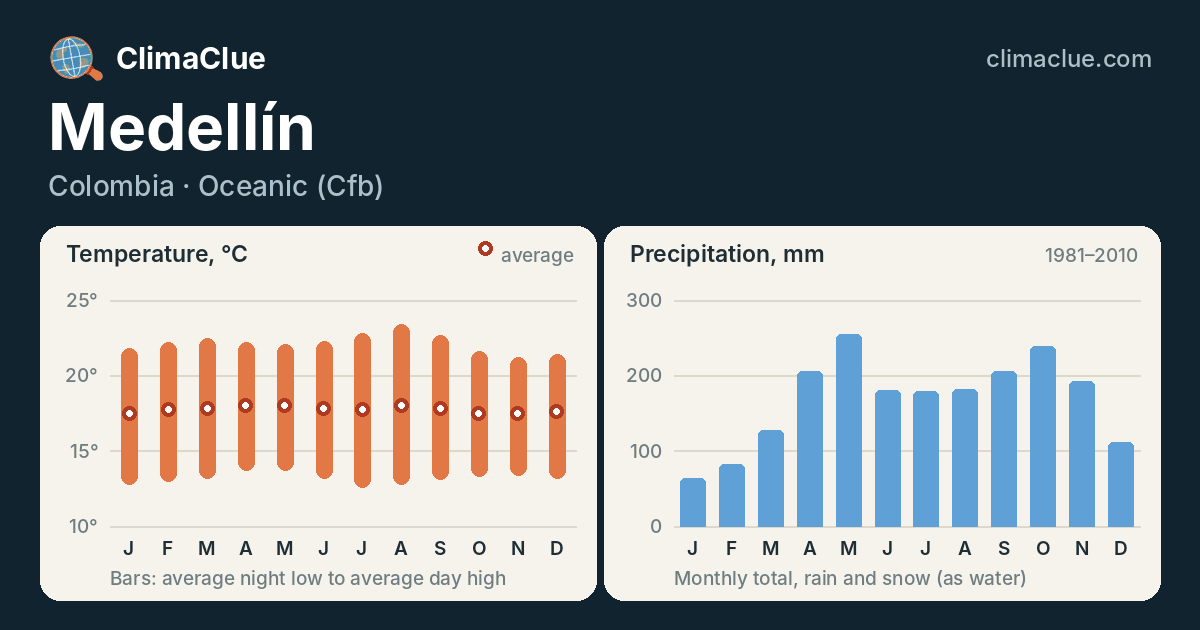 ClimaClue
climaclue.com
Medellín
Colombia · Oceanic (Cfb)
Temperature, °C
average
25°
20°
15°
10°
J F M A M J J A S O N D
Bars: average night low to average day high
Precipitation, mm
1981–2010
300
200
100
0
J F M A M J J A S O N D
Monthly total, rain and snow (as water)